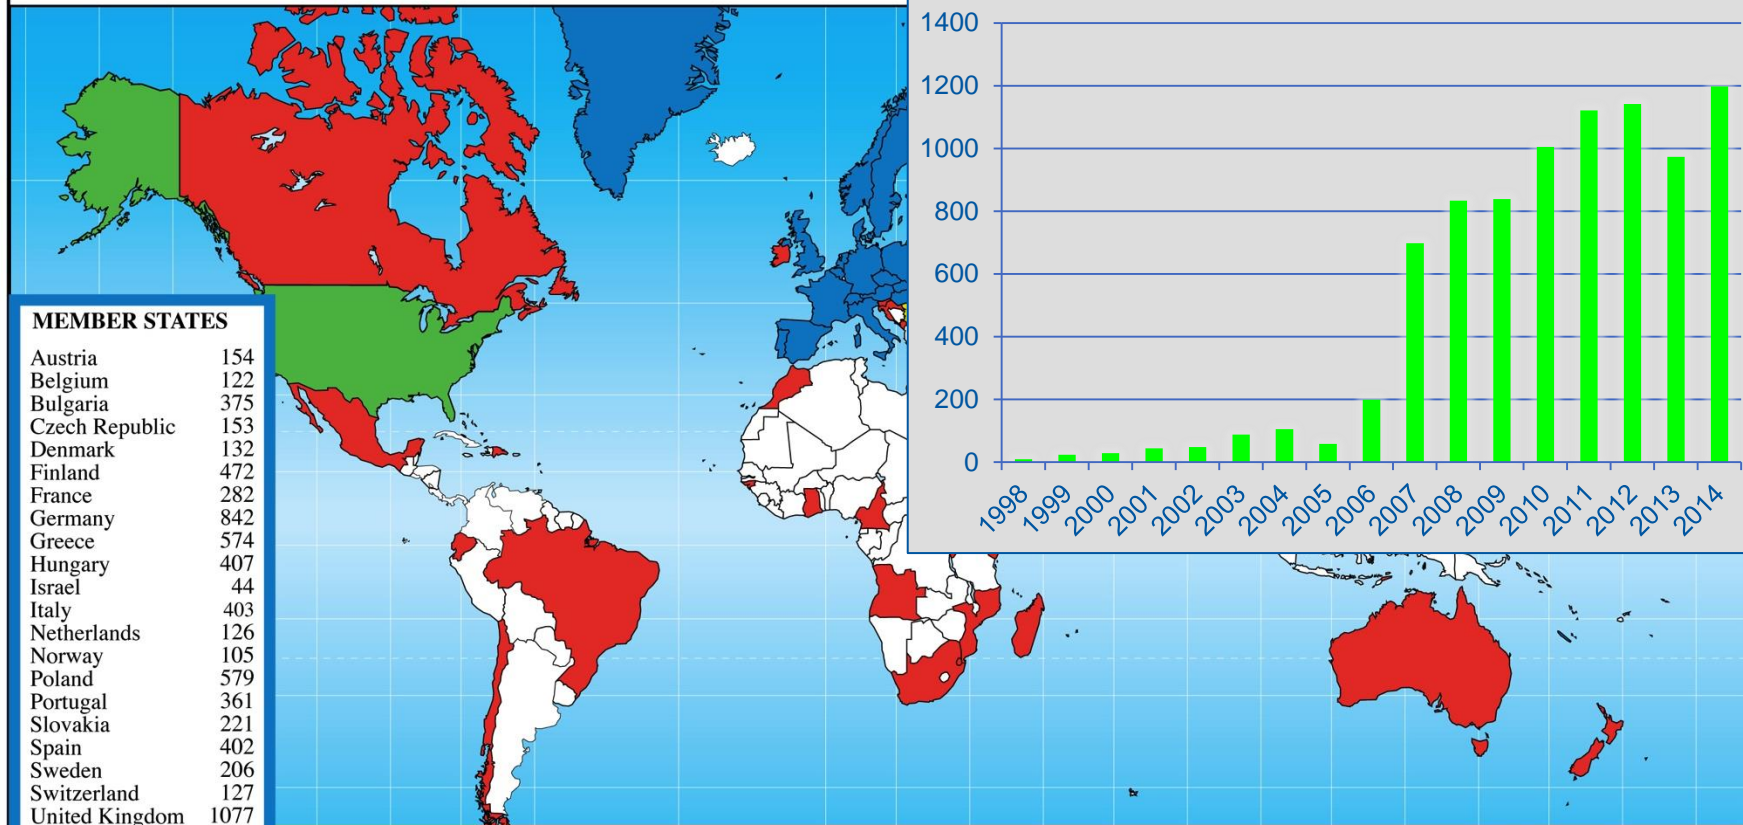 MEMBER STATES
Austria 154
Belgium 122
Bulgaria 375
Czech Republic 153
Denmark 132
Finland 472
France 282
Germany 842
Greece 574
Hungary 407
Israel 44
Italy 403
Netherlands 126
Norway 105
Poland 579
Portugal 361
Slovakia 221
Spain 402
Sweden 206
Switzerland 127
United Kingdom 1077
1400
1200
1000
800
600
400
200
0
1998 1999 2000 2001 2002 2003 2004 2005 2006 2007 2008 2009 2010 2011 2012 2013 2014